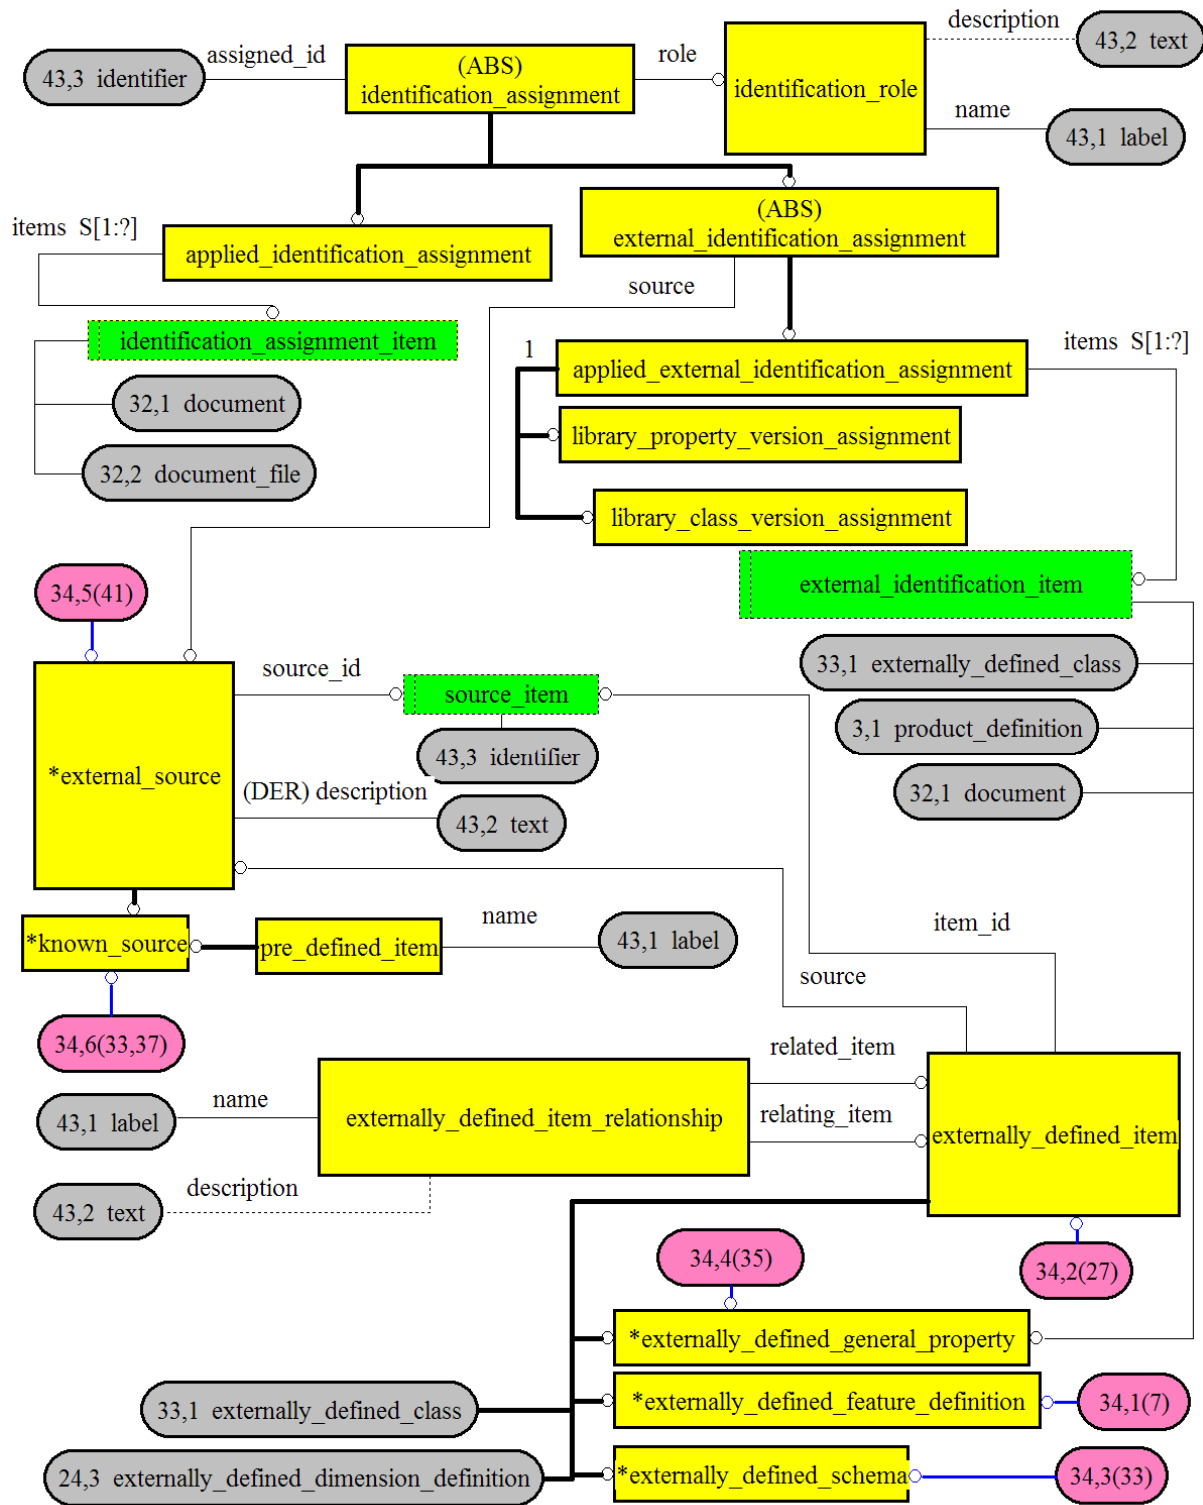 description
43,2 text
assigned_id
(ABS)
identification_assignment
role
43,3 identifier
identification_role
name
43,1 label
items S[1:?]
applied_identification_assignment
(ABS)
external_identification_assignment
source
identification_assignment_item
1
items S[1:?]
applied_external_identification_assignment
32,1 document
library_property_version_assignment
32,2 document_file
library_class_version_assignment
34,5(41)
external_identification_item
source_id
source_item
33,1 externally_defined_class
3,1 product_definition
43,3 identifier
*external_source
(DER) description
32,1 document
43,2 text
*known_source
pre_defined_item
name
43,1 label
item_id
source
34,6(33,37)
related_item
name
43,1 label
externally_defined_item_relationship
relating_item
externally_defined_item
description
43,2 text
34,4(35)
34,2(27)
*externally_defined_general_property
33,1 externally_defined_class
*externally_defined_feature_definition
34,1(7)
24,3 externally_defined_dimension_definition
*externally_defined_schema
34,3(33)